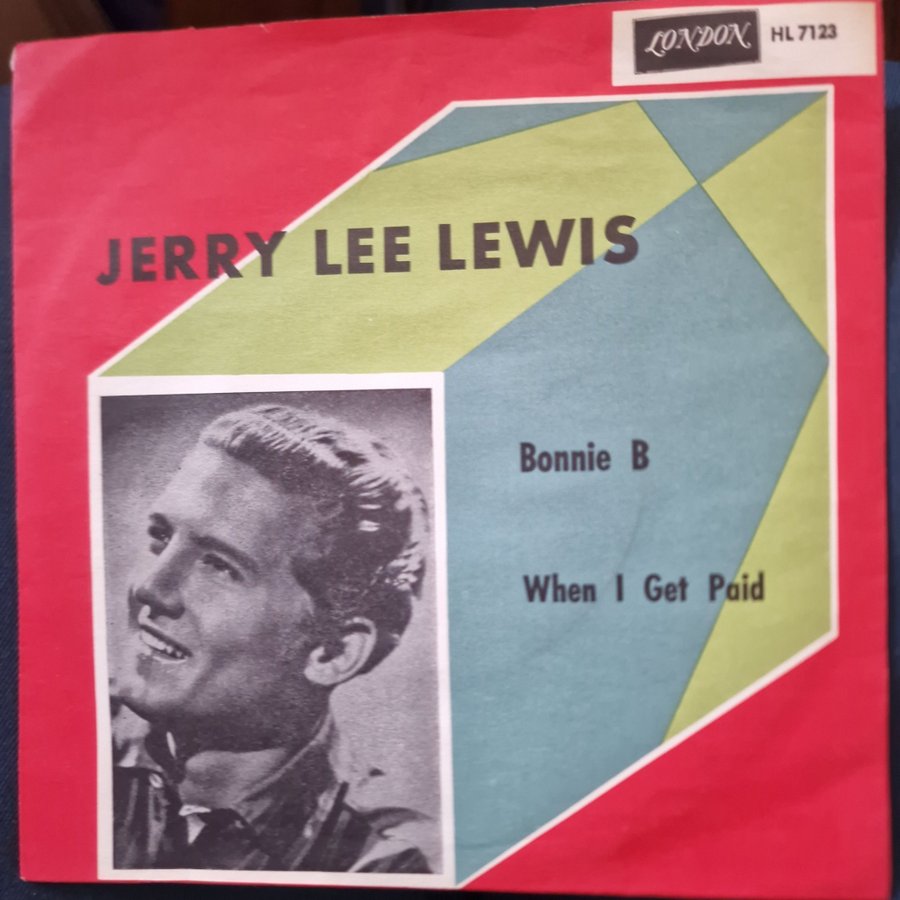 LONDON HL 7123
JERRY LEE LEWIS
Bonnie B
When I Get Paid